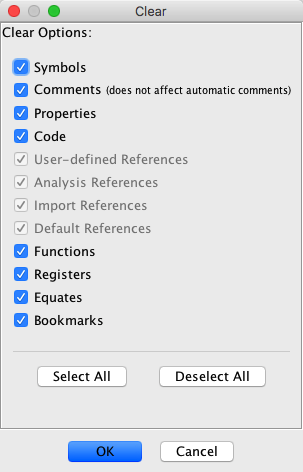 Clear
Clear Options:
Symbols
Comments (does not affect automatic comments)
Properties
Code
User-defined References
Analysis References
Import References
Default References
Functions
Registers
Equates
Bookmarks
Select All Deselect All
OK Cancel